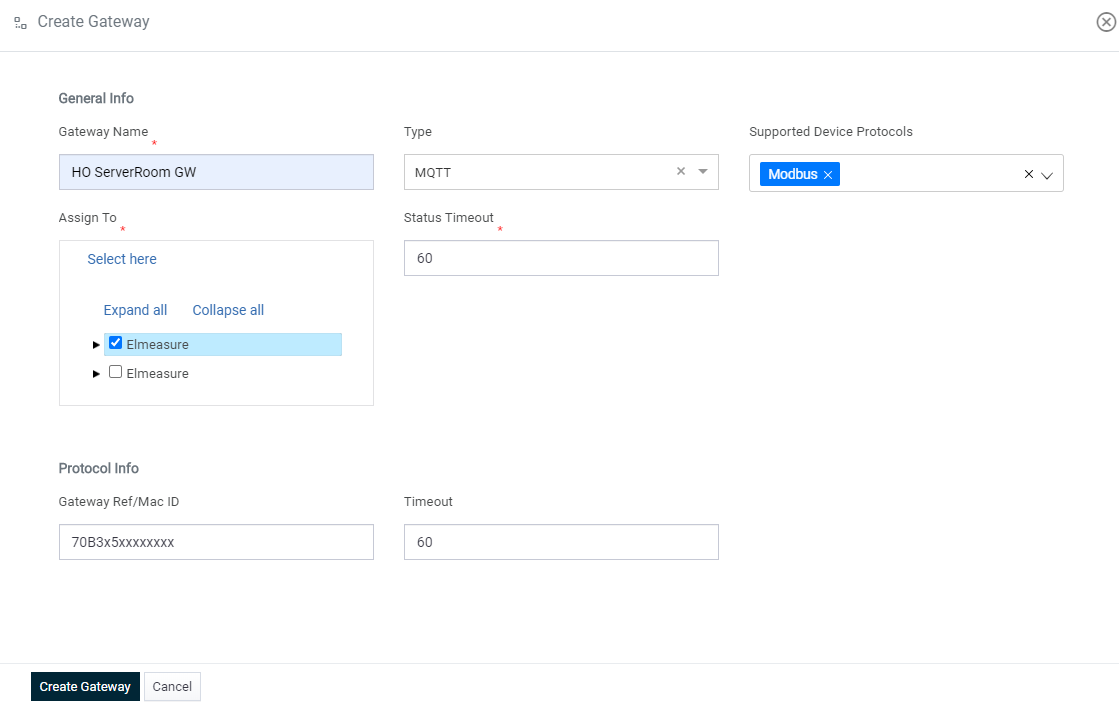 Create Gateway
General Info
Gateway Name *
Type
Supported Device Protocols
HO ServerRoom GW
MQTT
Modbus
Assign To *
Status Timeout *
Select here
60
Expand all Collapse all
Elmeasure
Elmeasure
Protocol Info
Gateway Ref/Mac ID
Timeout
70B3x5xxxxxxxx
60
Create Gateway
Cancel